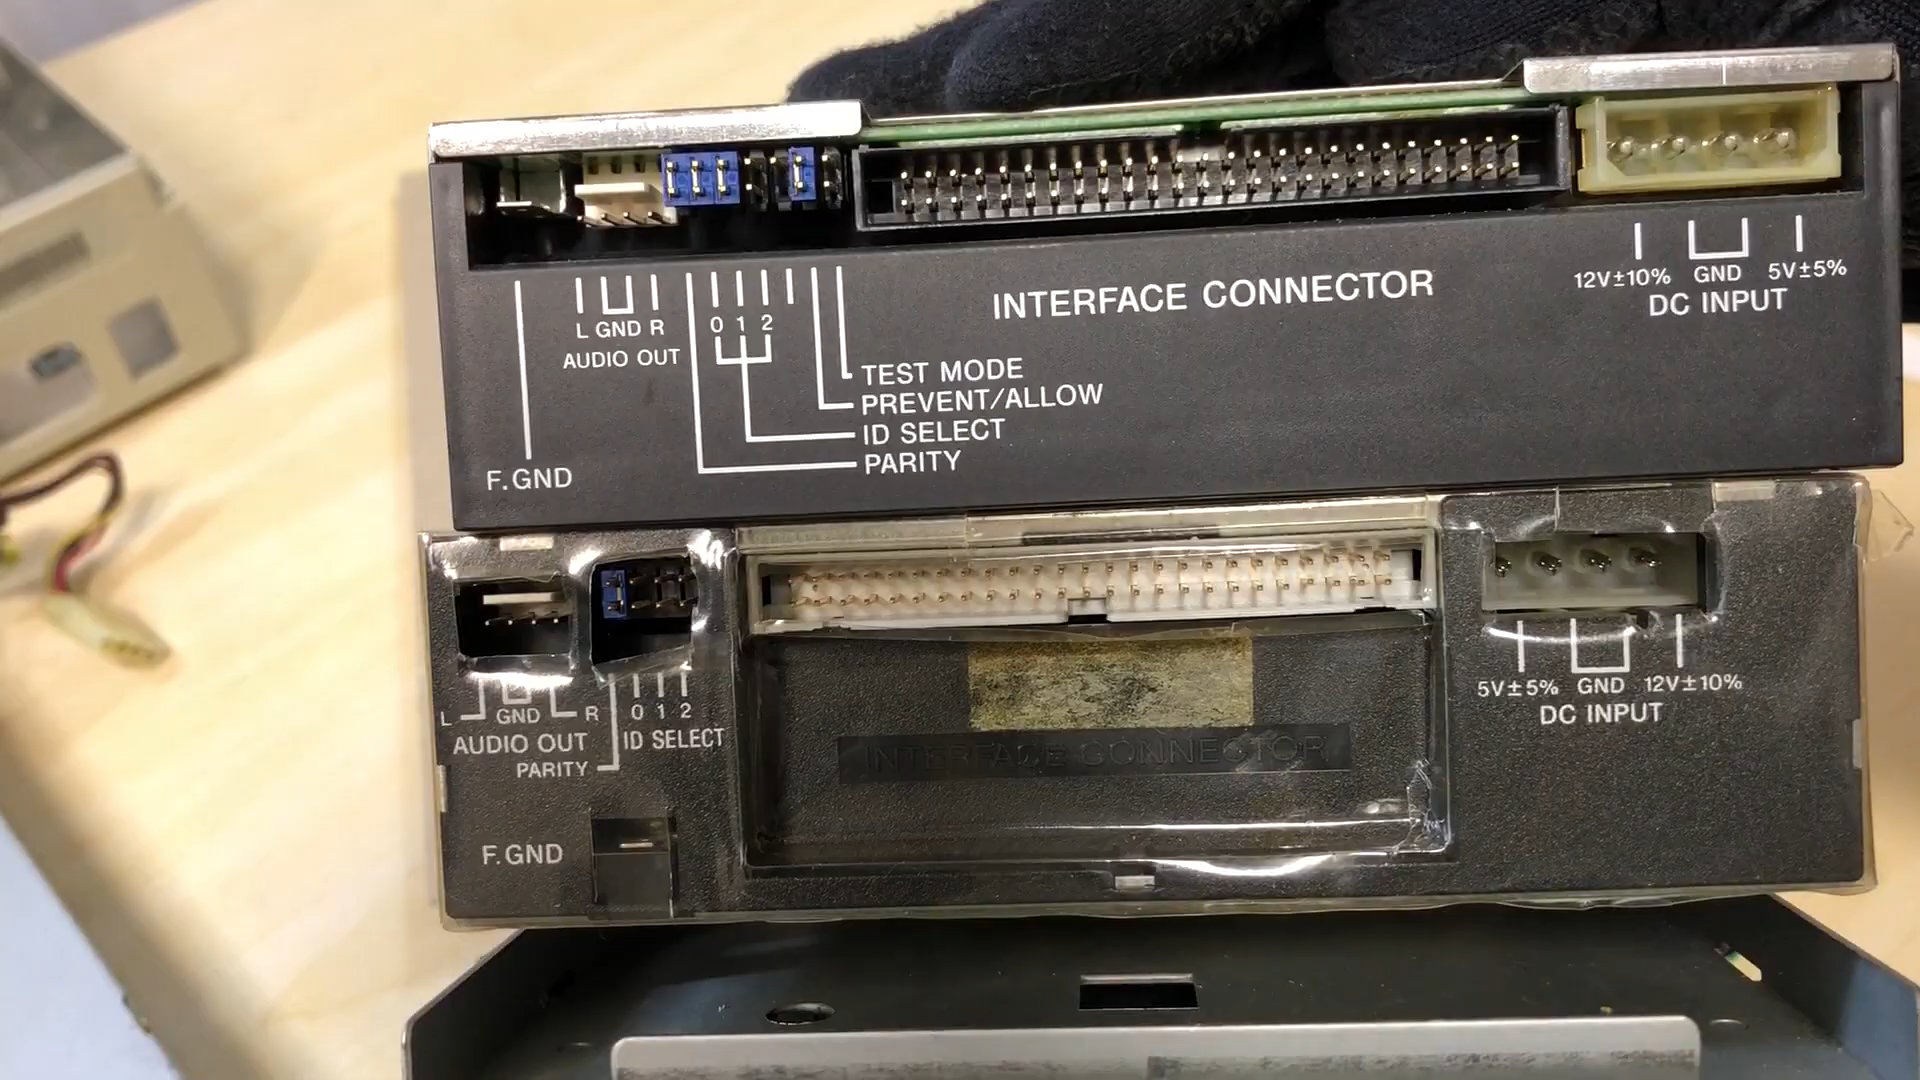 12V±10% GND 5V±5%
DC INPUT
INTERFACE CONNECTOR
L GND R
AUDIO OUT
0 1 2
TEST MODE
PREVENT/ALLOW
ID SELECT
PARITY
F.GND
L GND R
AUDIO OUT
PARITY
0 1 2
ID SELECT
F.GND
INTERFACE CONNECTOR
5V±5% GND 12V±10%
DC INPUT